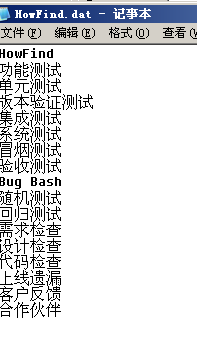 HowFind.dat - 记事本
文件(F) 编辑(E) 格式(O) 查看(V
HowFind
功能测试
单元测试
版本验证测试
集成测试
系统测试
冒烟测试
验收测试
Bug Bash
随机测试
回归测试
需求检查
设计检查
代码检查
上线遗漏
客户反馈
合作伙伴